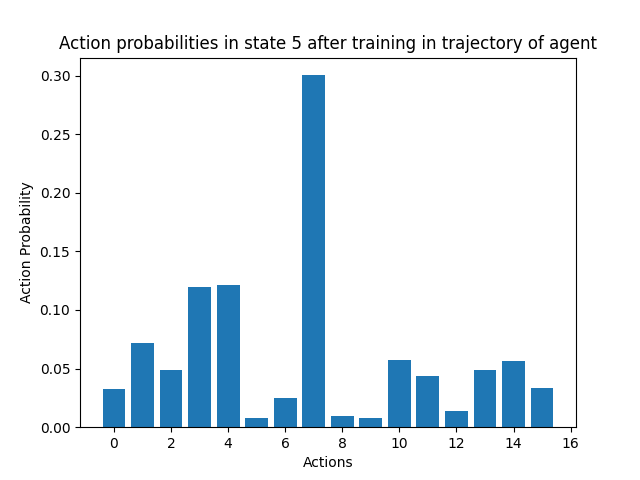 Action probabilities in state 5 after training in trajectory of agent
0.30
0.25
0.20
0.15
0.10
0.05
0.00
Action Probability
0 2 4 6 8 10 12 14 16
Actions